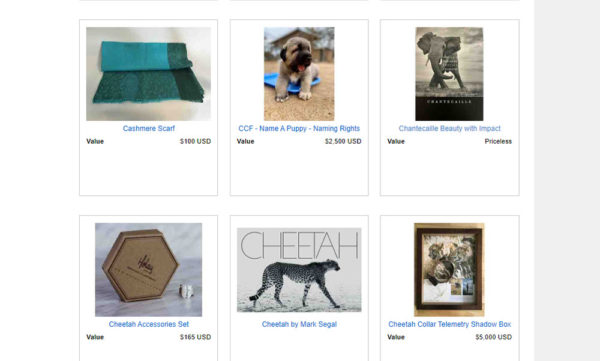 Cashmere Scarf
Value $100 USD
CCF - Name A Puppy - Naming Rights
Value $2,500 USD
CHANTECAILLE
Chantecaille Beauty with Impact
Value Priceless
Cheetah Accessories Set
Value $165 USD
CHEETAH
Cheetah by Mark Segal
Cheetah Collar Telemetry Shadow Box
Value $5,000 USD